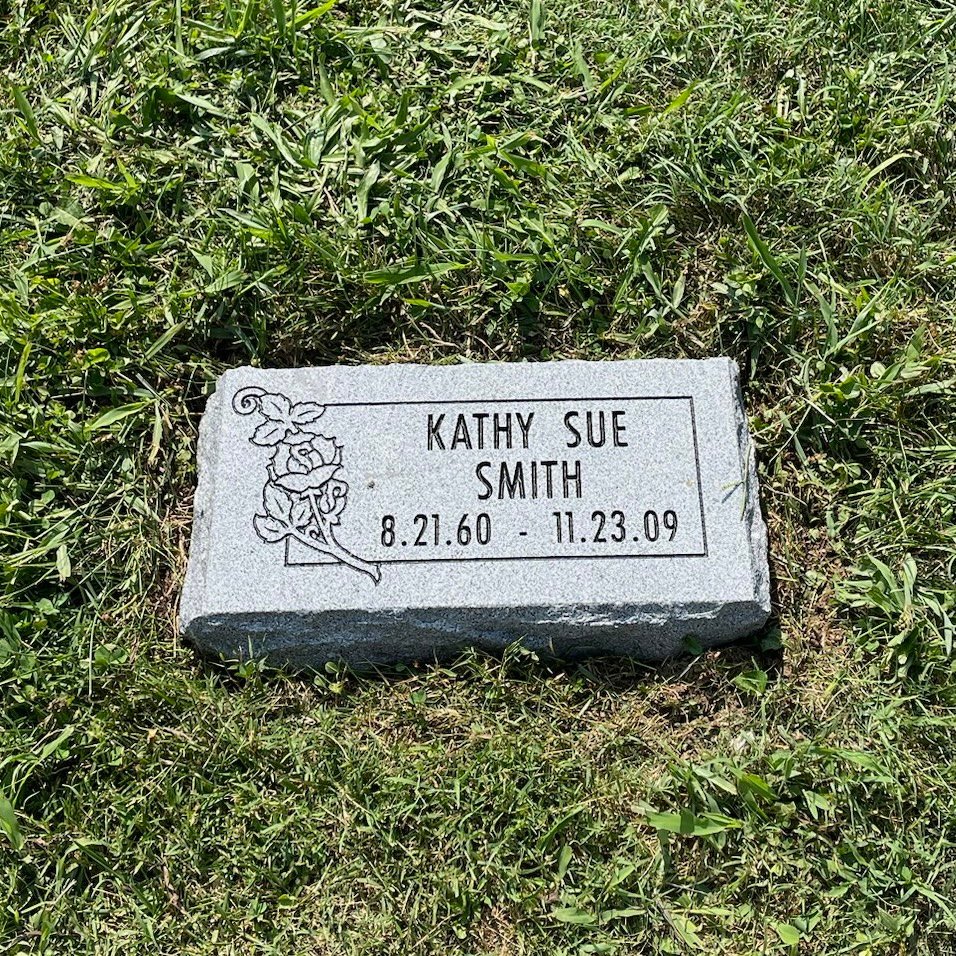 KATHY SUE
SMITH
8.21.60 - 11.23.09